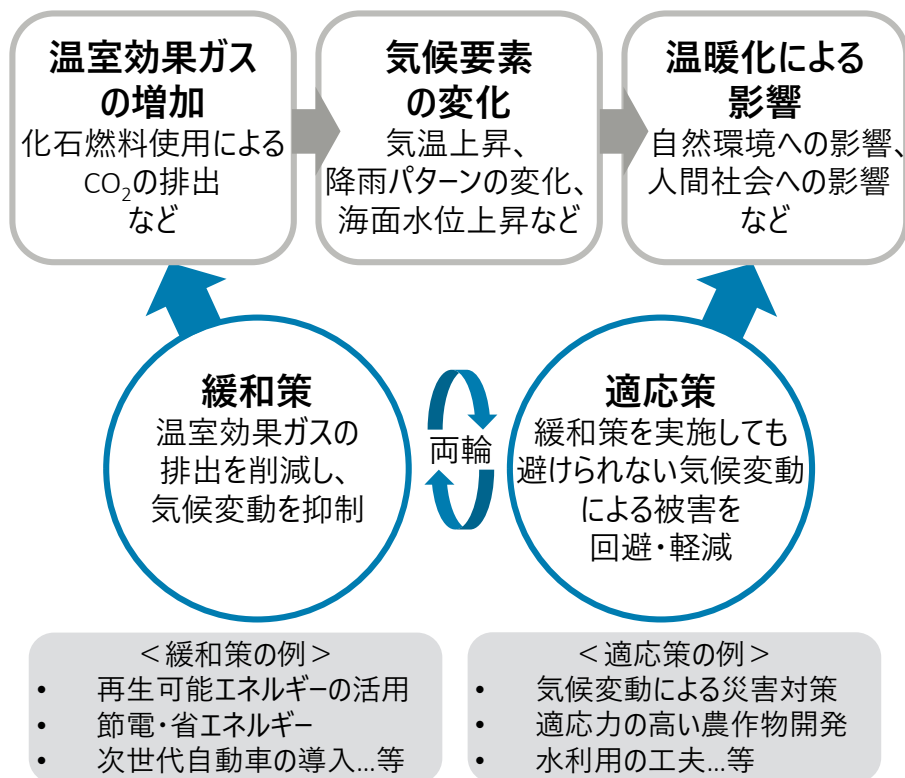 温室効果ガス
の増加
化石燃料使用による
CO₂の排出
など
気候要素
の変化
気温上昇、
降雨パターンの変化、
海面水位上昇など
温暖化による
影響
自然環境への影響、
人間社会への影響
など
緩和策
温室効果ガスの
排出を削減し、
気候変動を抑制
両輪
適応策
緩和策を実施しても
避けられない気候変動
による被害を
回避・軽減
＜緩和策の例＞
• 再生可能エネルギーの活用
• 節電・省エネルギー
• 次世代自動車の導入…等
＜適応策の例＞
• 気候変動による災害対策
• 適応力の高い農作物開発
• 水利用の工夫…等